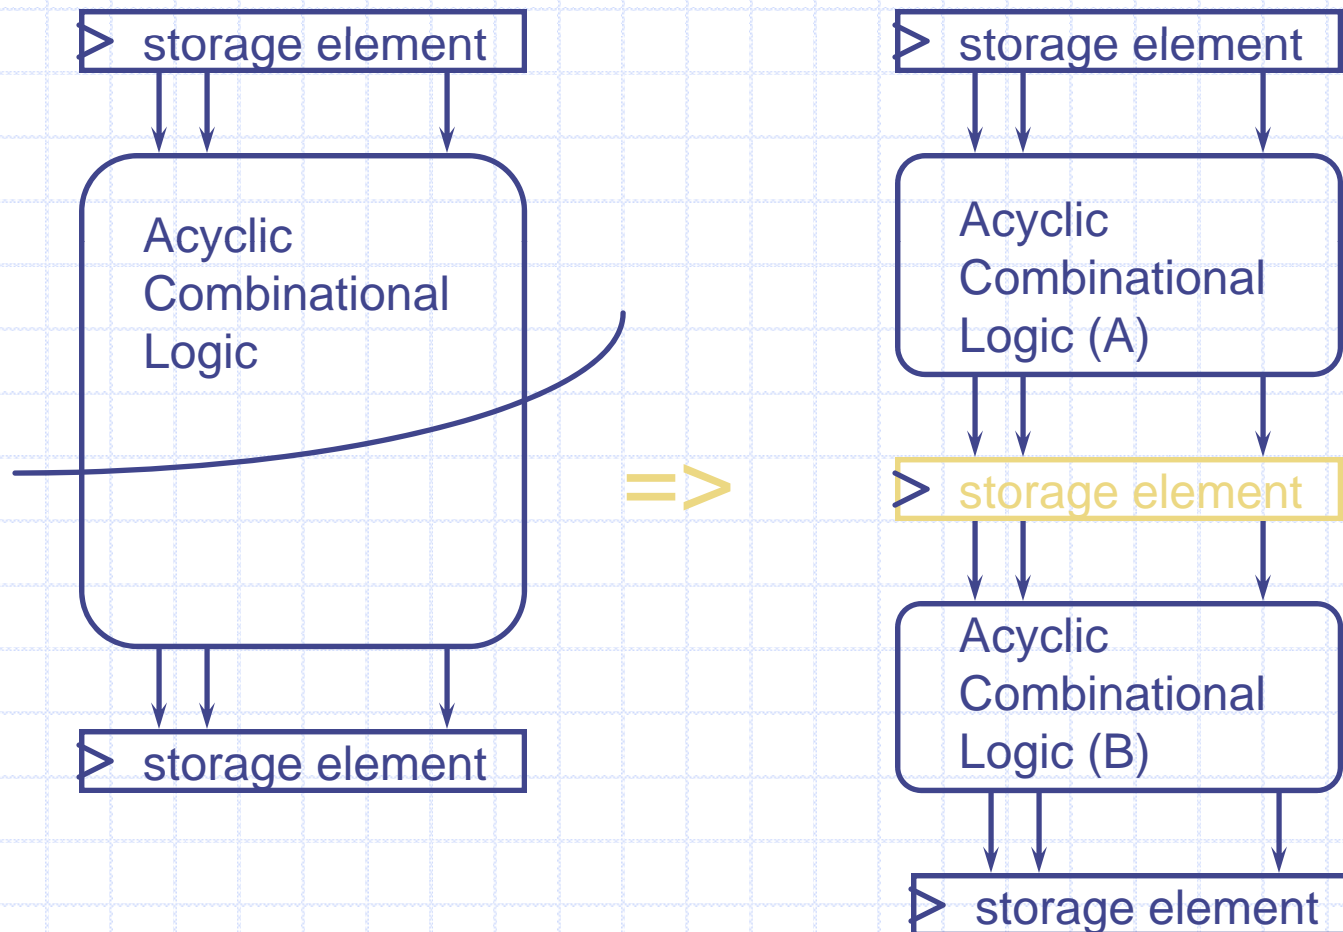 storage element
Acyclic
Combinational
Logic
storage element
=>
storage element
Acyclic
Combinational
Logic (A)
storage element
Acyclic
Combinational
Logic (B)
storage element